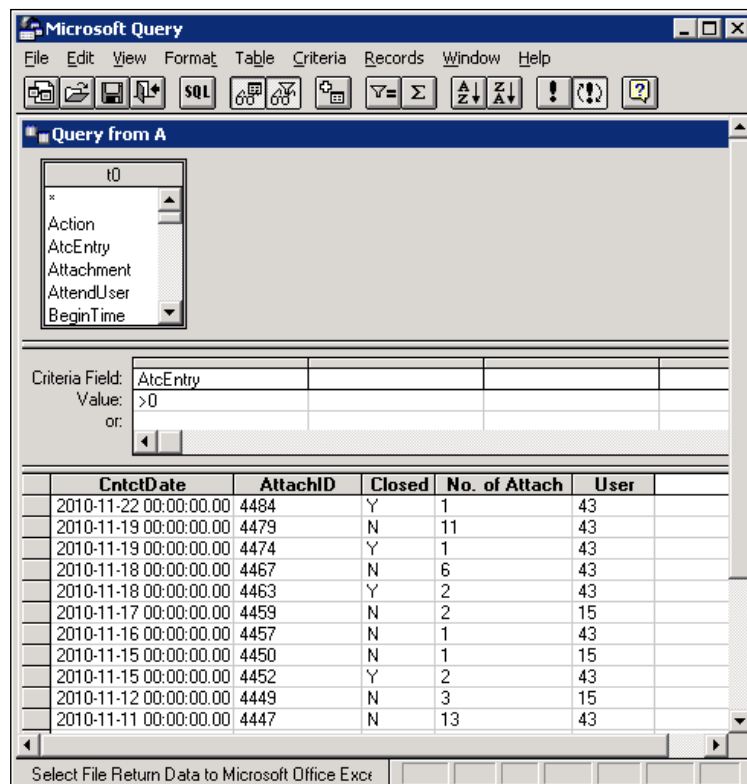 Microsoft Query
File Edit View Format Table Criteria Records Window Help
SQL
Query from A
t0
*
Action
AtcEntry
Attachment
AttendUser
BeginTime
Criteria Field: AtcEntry
Value: >0
or:
CntctDate AttachID Closed No. of Attach User
2010-11-22 00:00:00.00 4484 Y 1 43
2010-11-19 00:00:00.00 4479 N 11 43
2010-11-19 00:00:00.00 4474 Y 1 43
2010-11-18 00:00:00.00 4467 N 6 43
2010-11-18 00:00:00.00 4463 Y 2 43
2010-11-17 00:00:00.00 4459 N 2 15
2010-11-16 00:00:00.00 4457 N 1 43
2010-11-15 00:00:00.00 4450 N 1 15
2010-11-15 00:00:00.00 4452 Y 2 43
2010-11-12 00:00:00.00 4449 N 3 15
2010-11-11 00:00:00.00 4447 N 13 43
Select File Return Data to Microsoft Office Exce